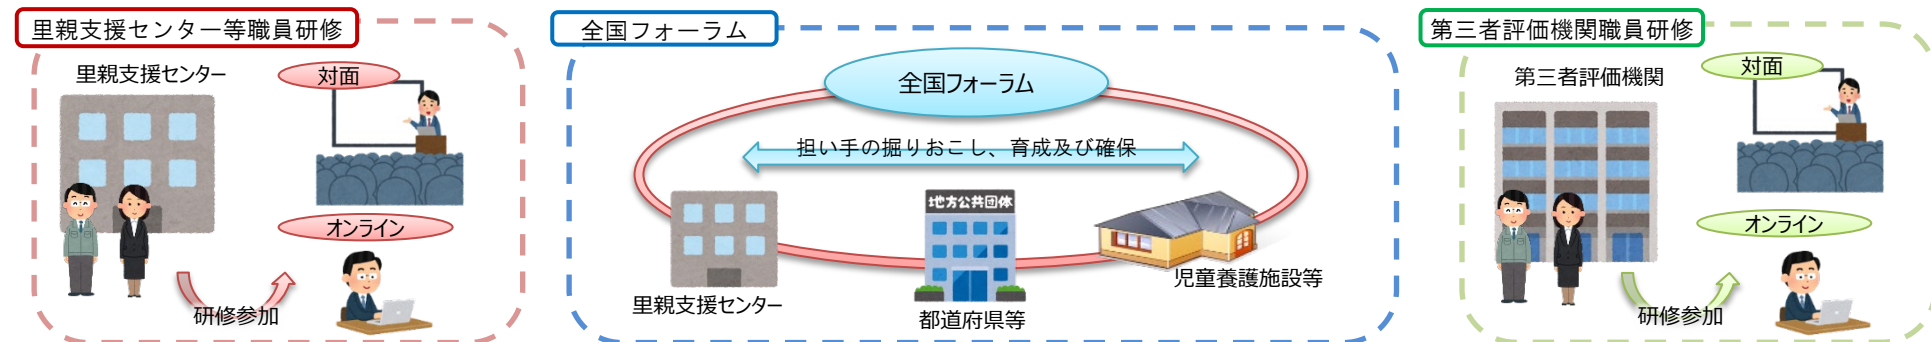 里親支援センター等職員研修
里親支援センター
対面
オンライン
研修参加
全国フォーラム
全国フォーラム
担い手の掘りおこし、育成及び確保
地方公共団体
里親支援センター
都道府県等
児童養護施設等
第三者評価機関職員研修
第三者評価機関
対面
オンライン
研修参加